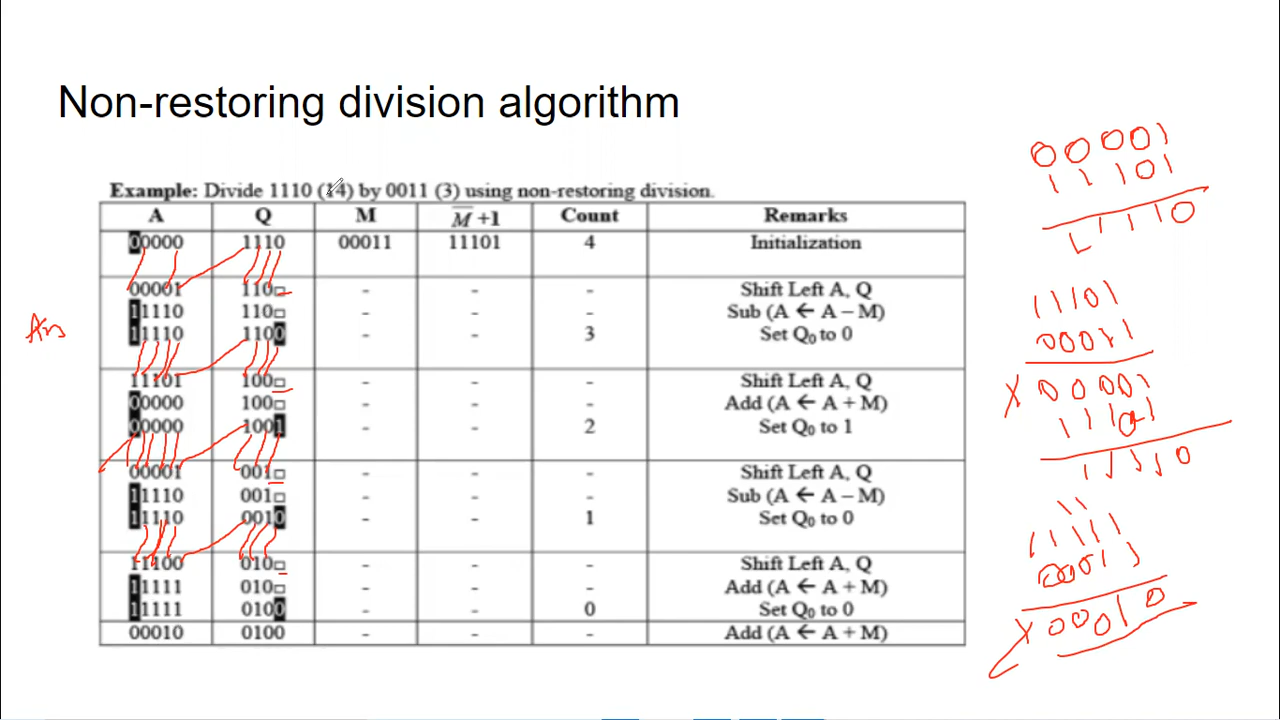 Non-restoring division algorithm
Example: Divide 1110 (14) by 0011 (3) using non-restoring division.
A Q M M̅ +1 Count Remarks
00000 1110 00011 11101 4 Initialization
00001 110□ - - - Shift Left A, Q
11110 110□ - - - Sub (A ← A – M)
11110 1100 - - 3 Set Q₀ to 0
11101 100□ - - - Shift Left A, Q
00000 100□ - - - Add (A ← A + M)
00000 1001 - - 2 Set Q₀ to 1
00001 001□ - - - Shift Left A, Q
11110 001□ - - - Sub (A ← A – M)
11110 0010 - - 1 Set Q₀ to 0
11100 010□ - - - Shift Left A, Q
11111 010□ - - - Add (A ← A + M)
11111 0100 - - 0 Set Q₀ to 0
00010 0100 - - - Add (A ← A + M)
Ans
00001
11101
11110
11101
00011
X 00001
11101
11110
11
11111
00011
X 00010